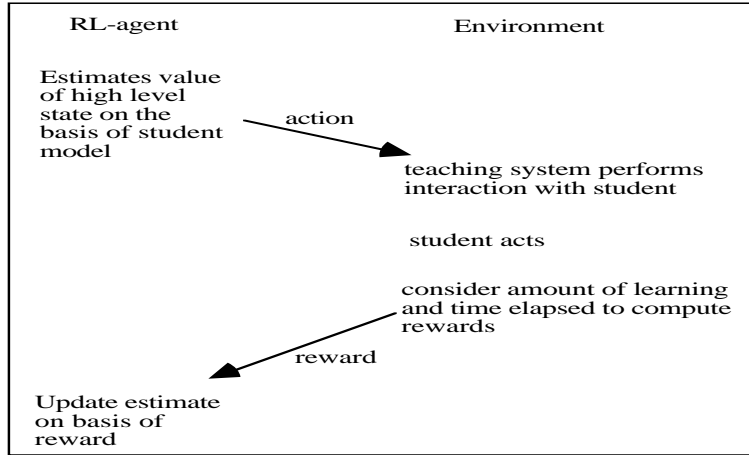 RL-agent
Environment
Estimates value
of high level
state on the
basis of student
model
action
teaching system performs
interaction with student
student acts
consider amount of learning
and time elapsed to compute
rewards
reward
Update estimate
on basis of
reward